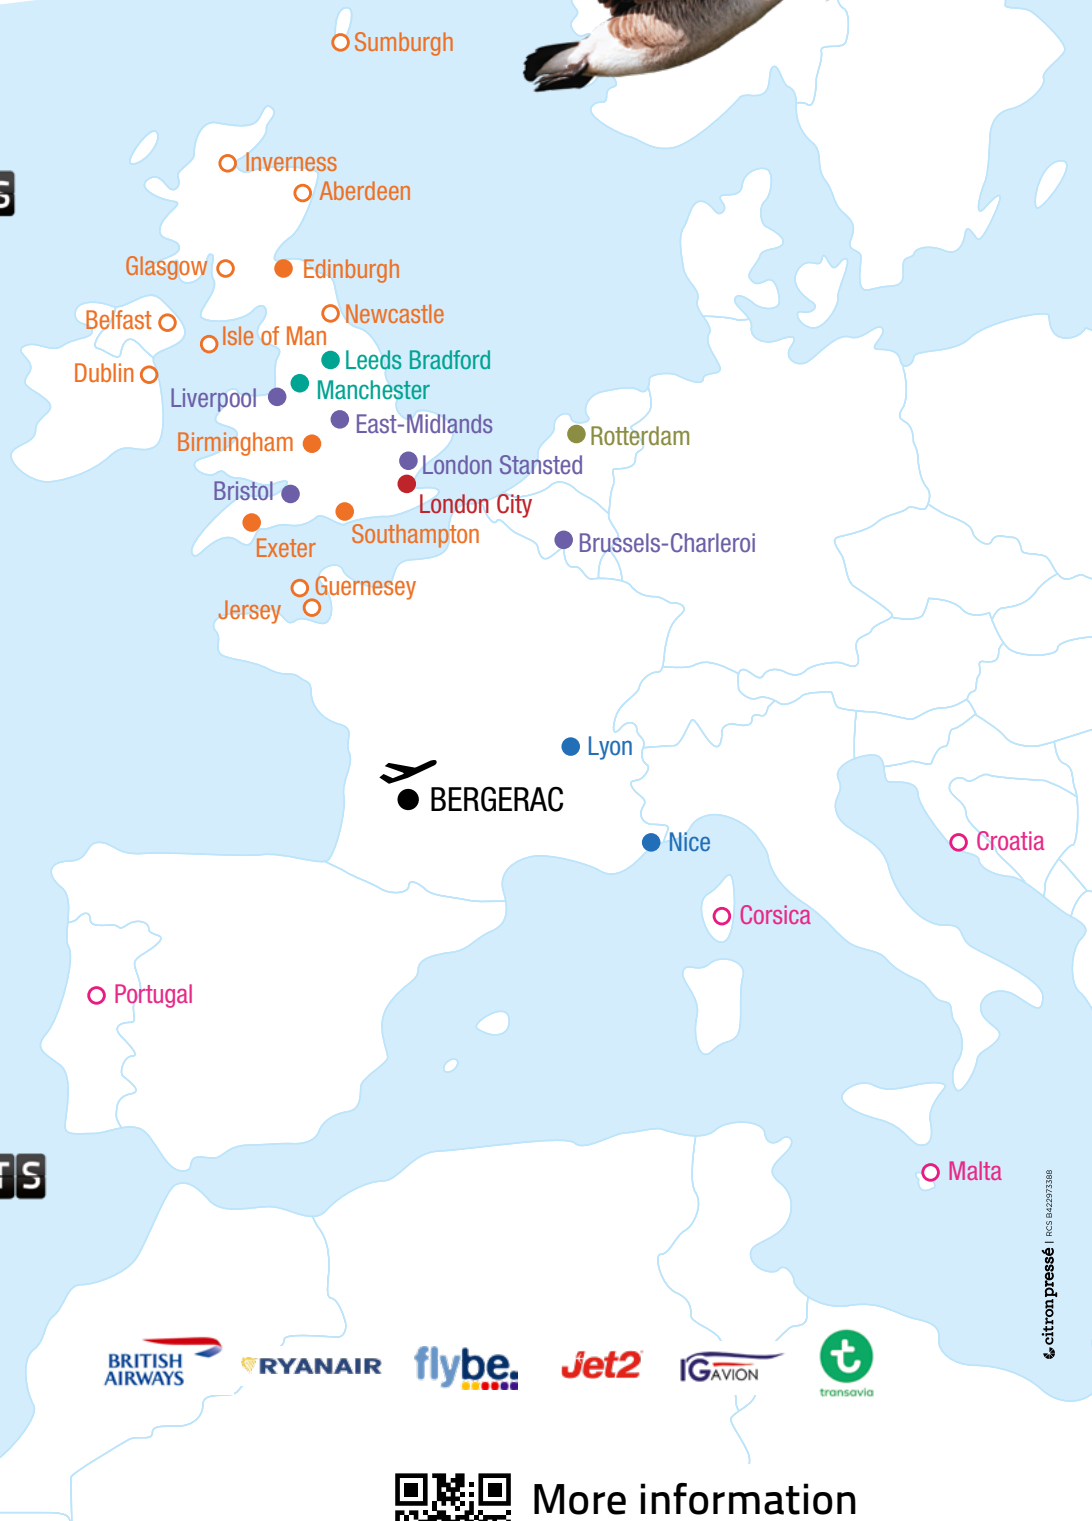 Sumburgh
Inverness
Aberdeen
S
Glasgow
Edinburgh
Newcastle
Belfast
Isle of Man
Leeds Bradford
Dublin
Manchester
Liverpool
East-Midlands
Birmingham
Rotterdam
London Stansted
Bristol
London City
Southampton
Exeter
Brussels-Charleroi
Guernesey
Jersey
Lyon
BERGERAC
Nice
Croatia
Corsica
Portugal
TS
Malta
citronpressé | RCS B422973388
BRITISH
AIRWAYS
RYANAIR
flybe.
Jet2
IGAVION
t
transavia
More information